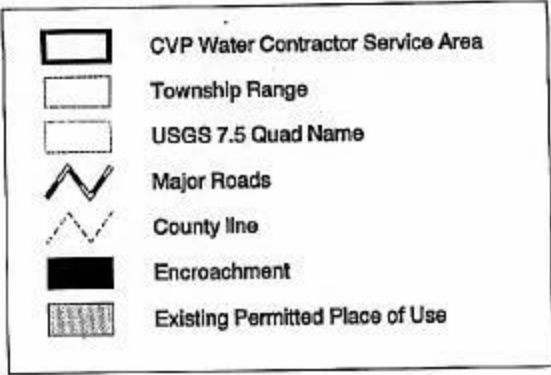 CVP Water Contractor Service Area
Township Range
USGS 7.5 Quad Name
Major Roads
County line
Encroachment
Existing Permitted Place of Use